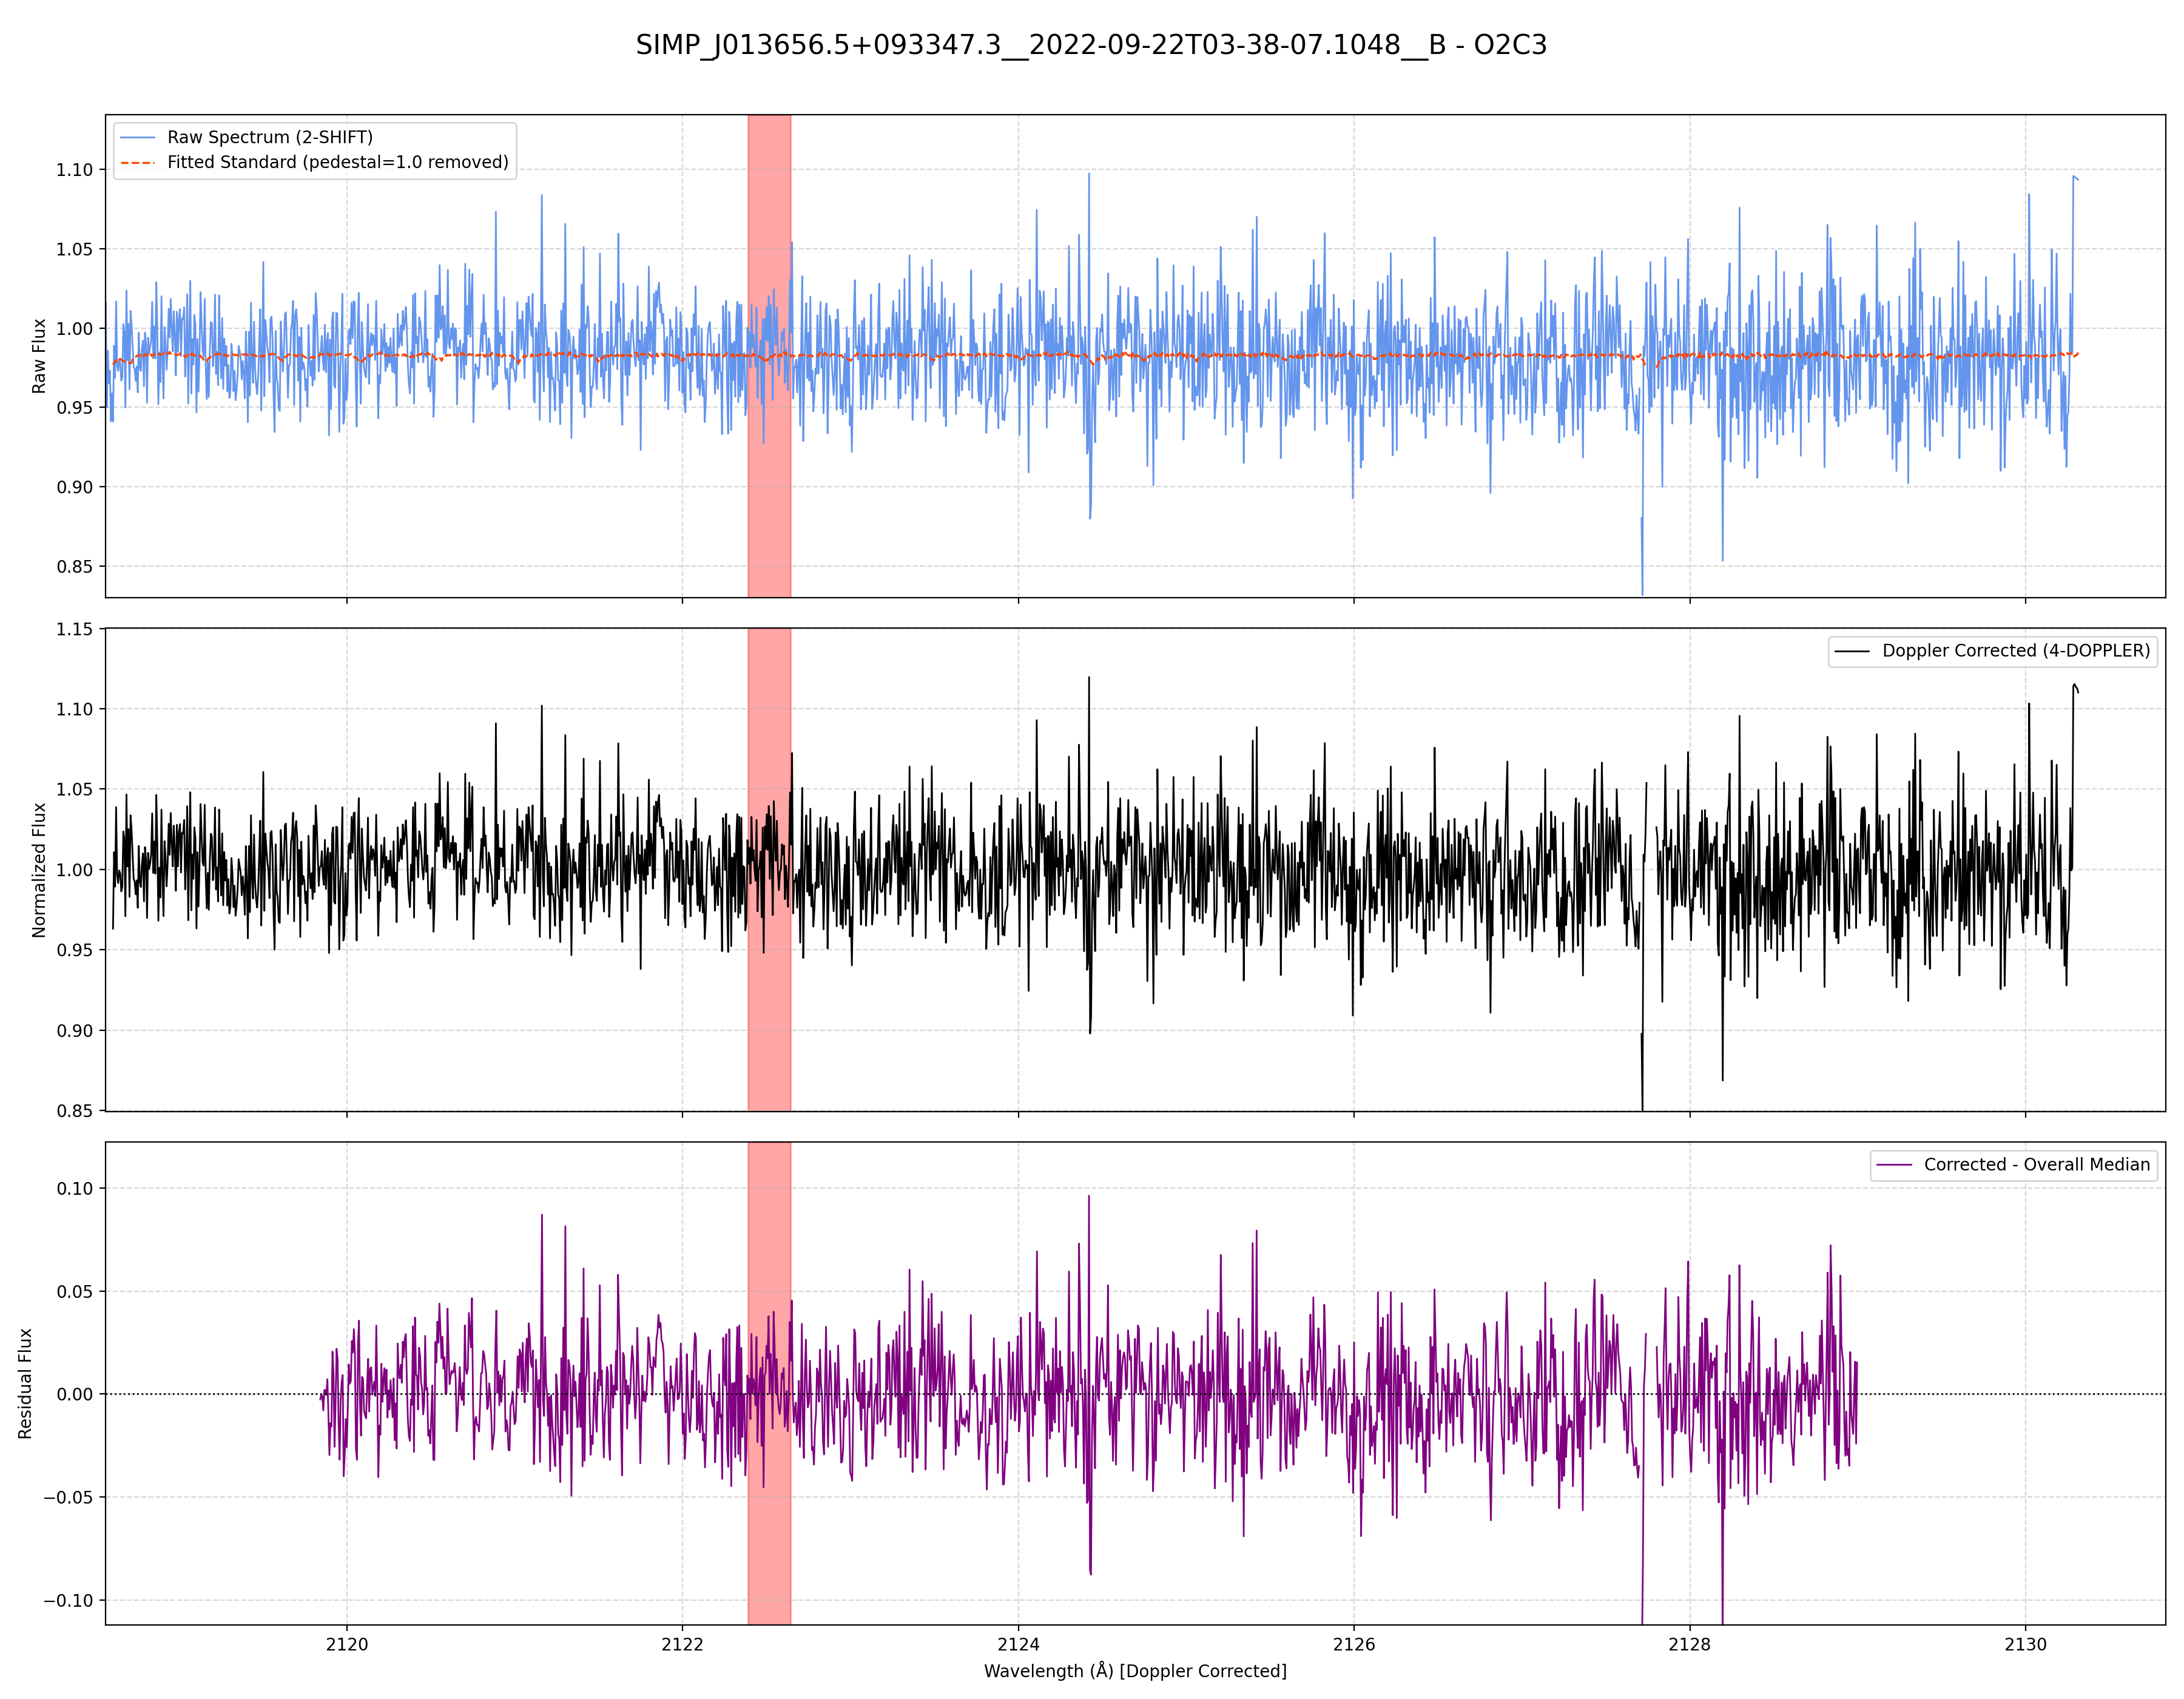 SIMP_J013656.5+093347.3__2022-09-22T03-38-07.1048__B - O2C3
Raw Spectrum (2-SHIFT)
Fitted Standard (pedestal=1.0 removed)
Raw Flux
1.10
1.05
1.00
0.95
0.90
0.85
Doppler Corrected (4-DOPPLER)
Normalized Flux
1.15
1.10
1.05
1.00
0.95
0.90
0.85
Corrected - Overall Median
Residual Flux
0.10
0.05
0.00
−0.05
−0.10
2120 2122 2124 2126 2128 2130
Wavelength (Å) [Doppler Corrected]